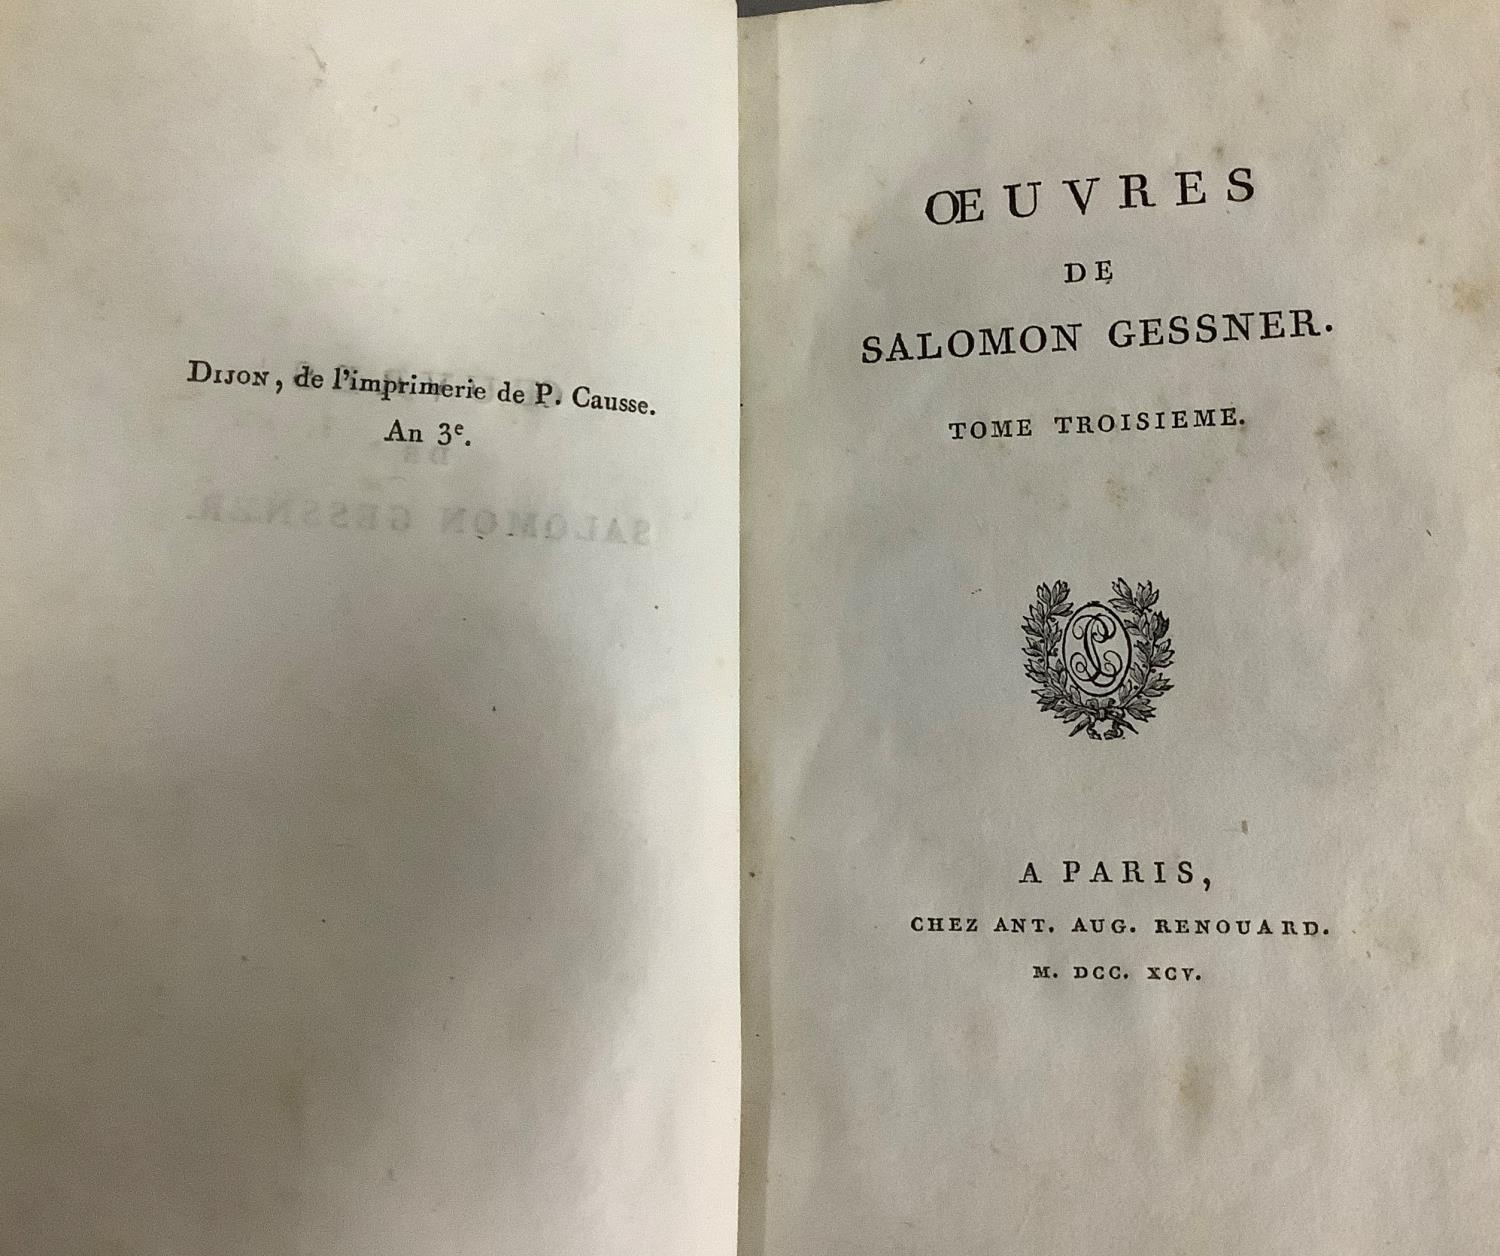 Dijon, de l'imprimerie de P. Causse.
An 3e.
ŒUVRES
DE
SALOMON GESSNER.
TOME TROISIEME.
A PARIS,
CHEZ ANT. AUG. RENOUARD.
M. DCC. XCV.